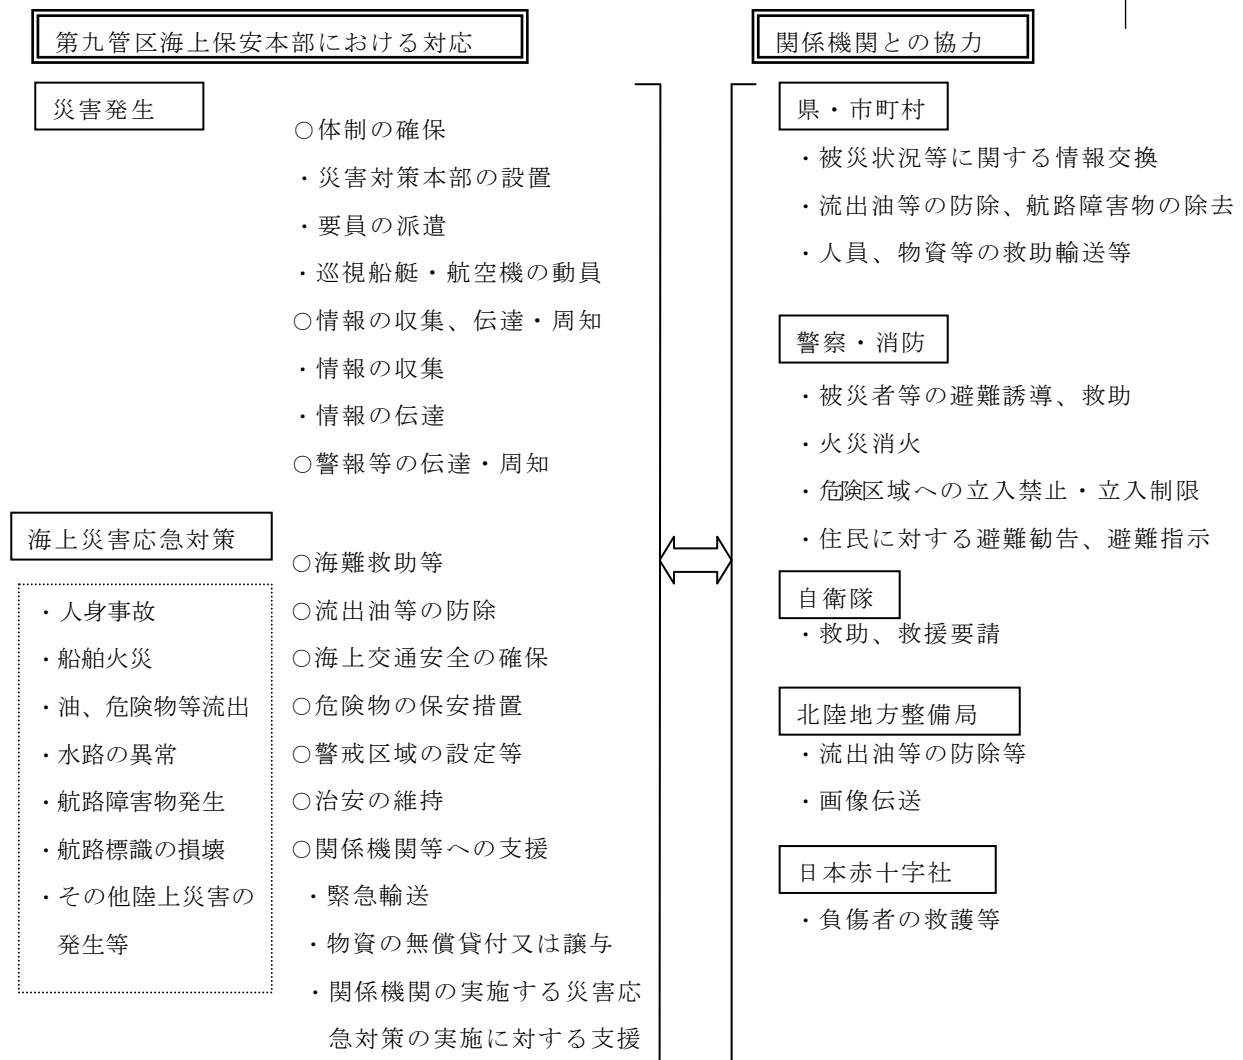 第九管区海上保安本部における対応
災害発生
○体制の確保
・災害対策本部の設置
・要員の派遣
・巡視船艇・航空機の動員
○情報の収集、伝達・周知
・情報の収集
・情報の伝達
○警報等の伝達・周知
海上災害応急対策
・人身事故
・船舶火災
・油、危険物等流出
・水路の異常
・航路障害物発生
・航路標識の損壊
・その他陸上災害の
発生等
○海難救助等
○流出油等の防除
○海上交通安全の確保
○危険物の保安措置
○警戒区域の設定等
○治安の維持
○関係機関等への支援
・緊急輸送
・物資の無償貸付又は譲与
・関係機関の実施する災害応
急対策の実施に対する支援
関係機関との協力
県・市町村
・被災状況等に関する情報交換
・流出油等の防除、航路障害物の除去
・人員、物資等の救助輸送等
警察・消防
・被災者等の避難誘導、救助
・火災消火
・危険区域への立入禁止・立入制限
・住民に対する避難勧告、避難指示
自衛隊
・救助、救援要請
北陸地方整備局
・流出油等の防除等
・画像伝送
日本赤十字社
・負傷者の救護等